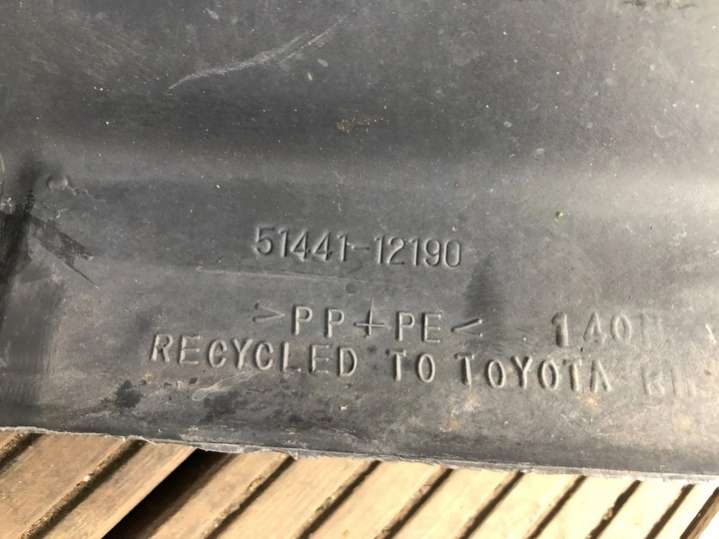 51441-12190
>PP+PE<
RECYCLED TO TOYOTA